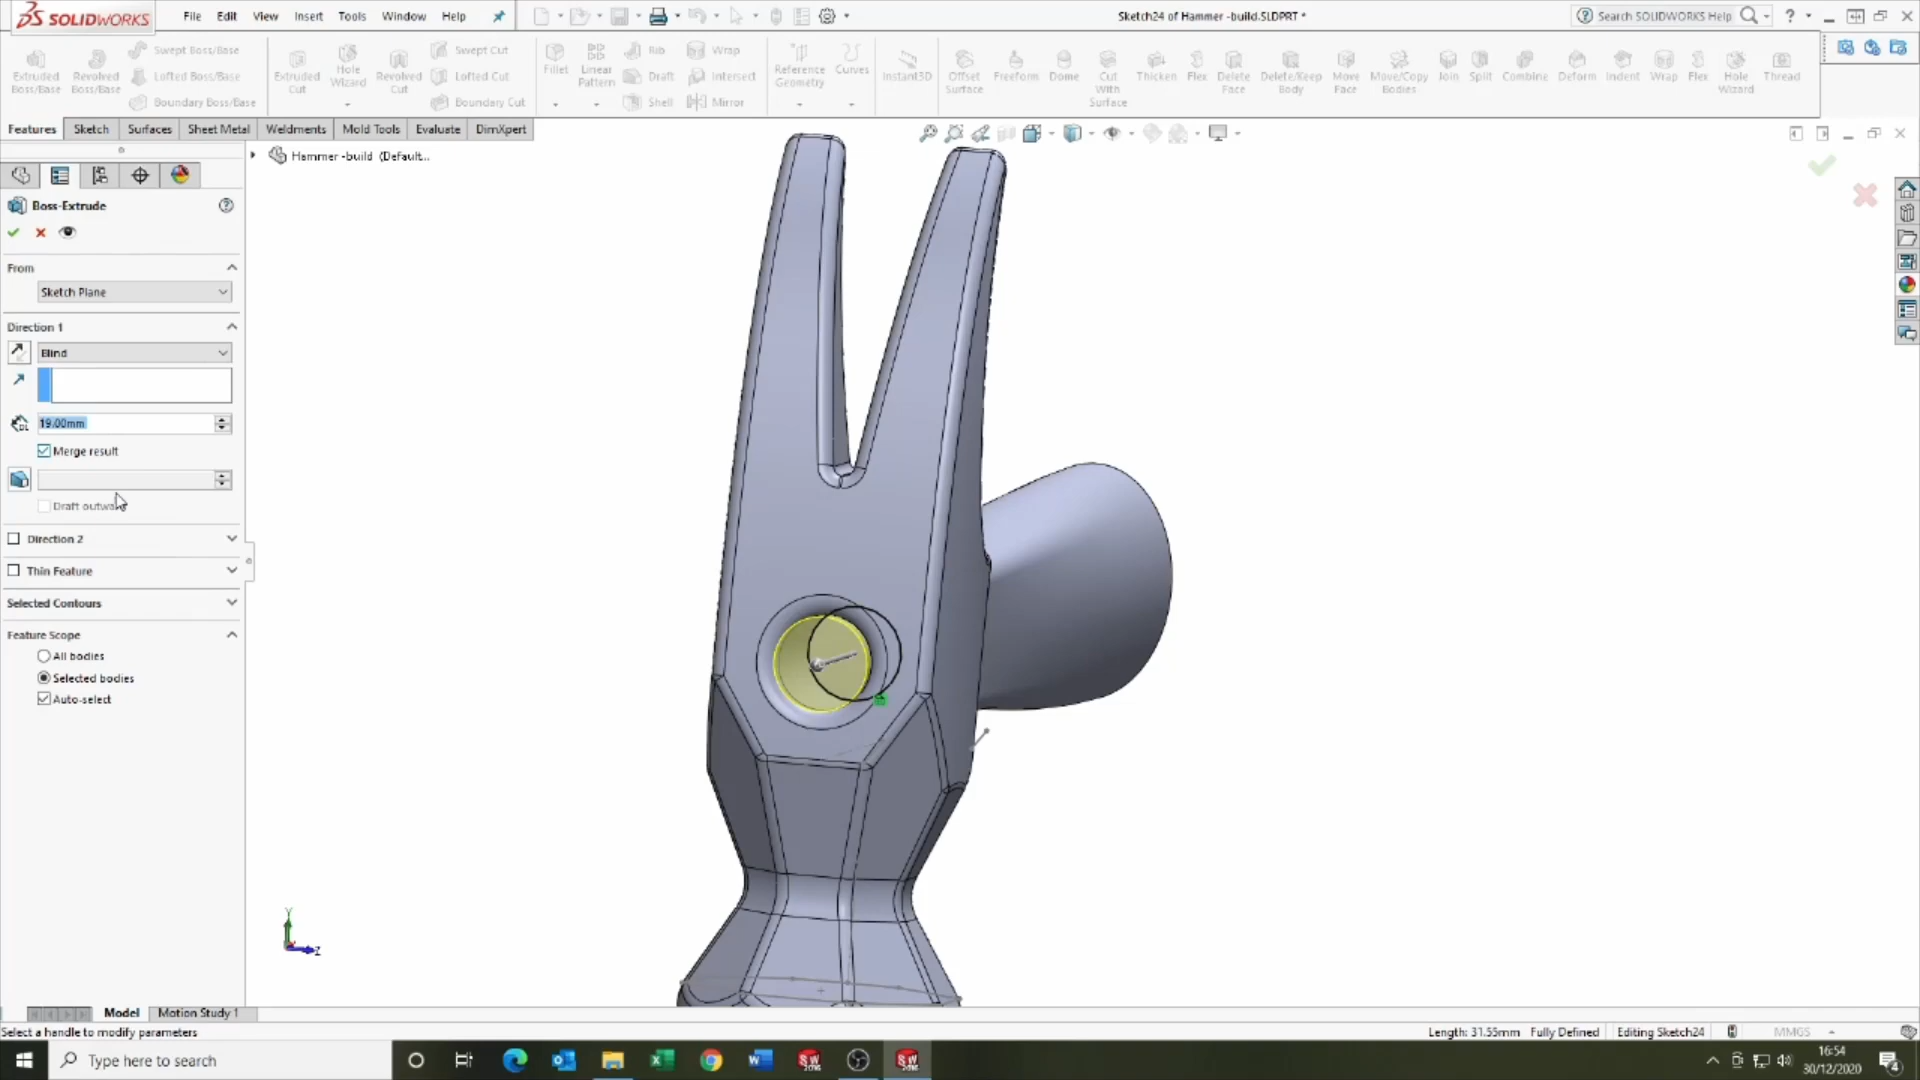 SOLIDWORKS File Edit View Insert Tools Window Help Sketch24 of Hammer -build.SLDPRT * Search SOLIDWORKS Help
Extruded Boss/Base Revolved Boss/Base Swept Boss/Base Lofted Boss/Base Boundary Boss/Base Extruded Cut Hole Wizard Revolved Cut Swept Cut Lofted Cut Boundary Cut Fillet Linear Pattern Rib Draft Shell Wrap Intersect Mirror Reference Geometry Curves Instant3D Offset Surface Freeform Dome Cut With Surface Thicken Flex Delete Face Delete/Keep Body Move Face Move/Copy Bodies Join Split Combine Deform Indent Wrap Flex Hole Wizard Thread
Features Sketch Surfaces Sheet Metal Weldments Mold Tools Evaluate DimXpert
Hammer -build (Default...
Boss-Extrude
From
Sketch Plane
Direction 1
Blind
19.00mm
Merge result
Draft outw
Direction 2
Thin Feature
Selected Contours
Feature Scope
All bodies
Selected bodies
Auto-select
Y
Z
Model Motion Study 1
Select a handle to modify parameters Length: 31.55mm Fully Defined Editing Sketch24 MMGS
Type here to search
16:54
30/12/2020
4